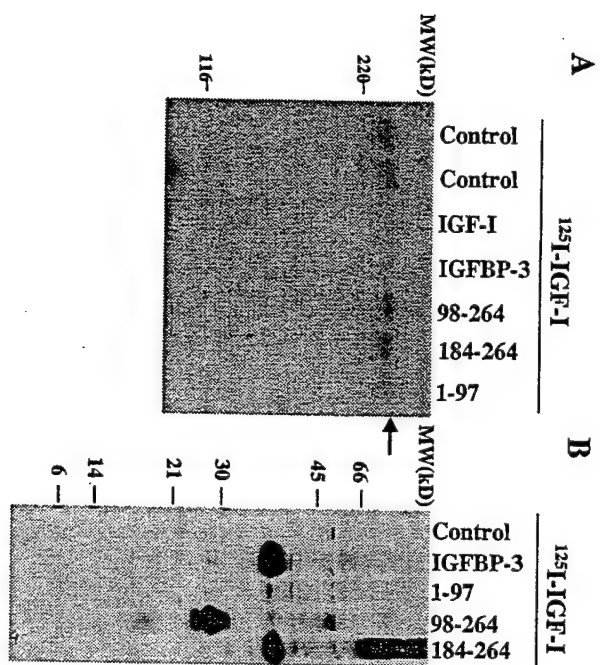 A
MW(kD)
220
116
¹²⁵I-IGF-I
Control
Control
IGF-I
IGFBP-3
98-264
184-264
1-97
B
MW(kD)
66
45
30
21
14
6
¹²⁵I-IGF-I
Control
IGFBP-3
1-97
98-264
184-264